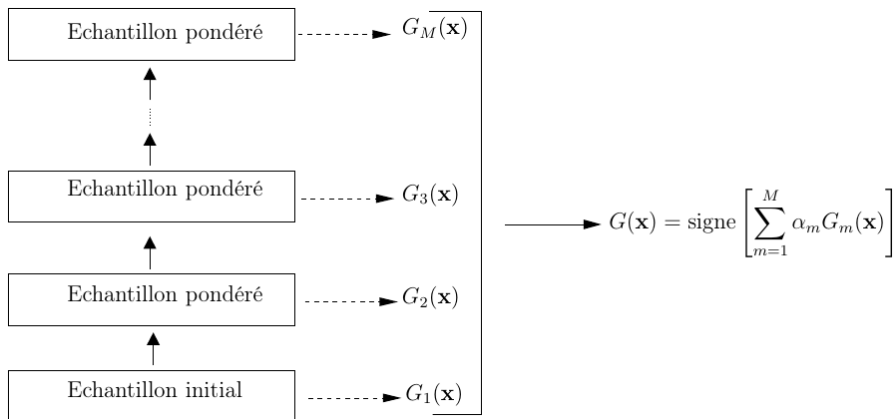 Echantillon pondéré
G_M(x)
Echantillon pondéré
G_3(x)
G(x) = signe [∑_{m=1}^{M} α_m G_m(x)]
Echantillon pondéré
G_2(x)
Echantillon initial
G_1(x)